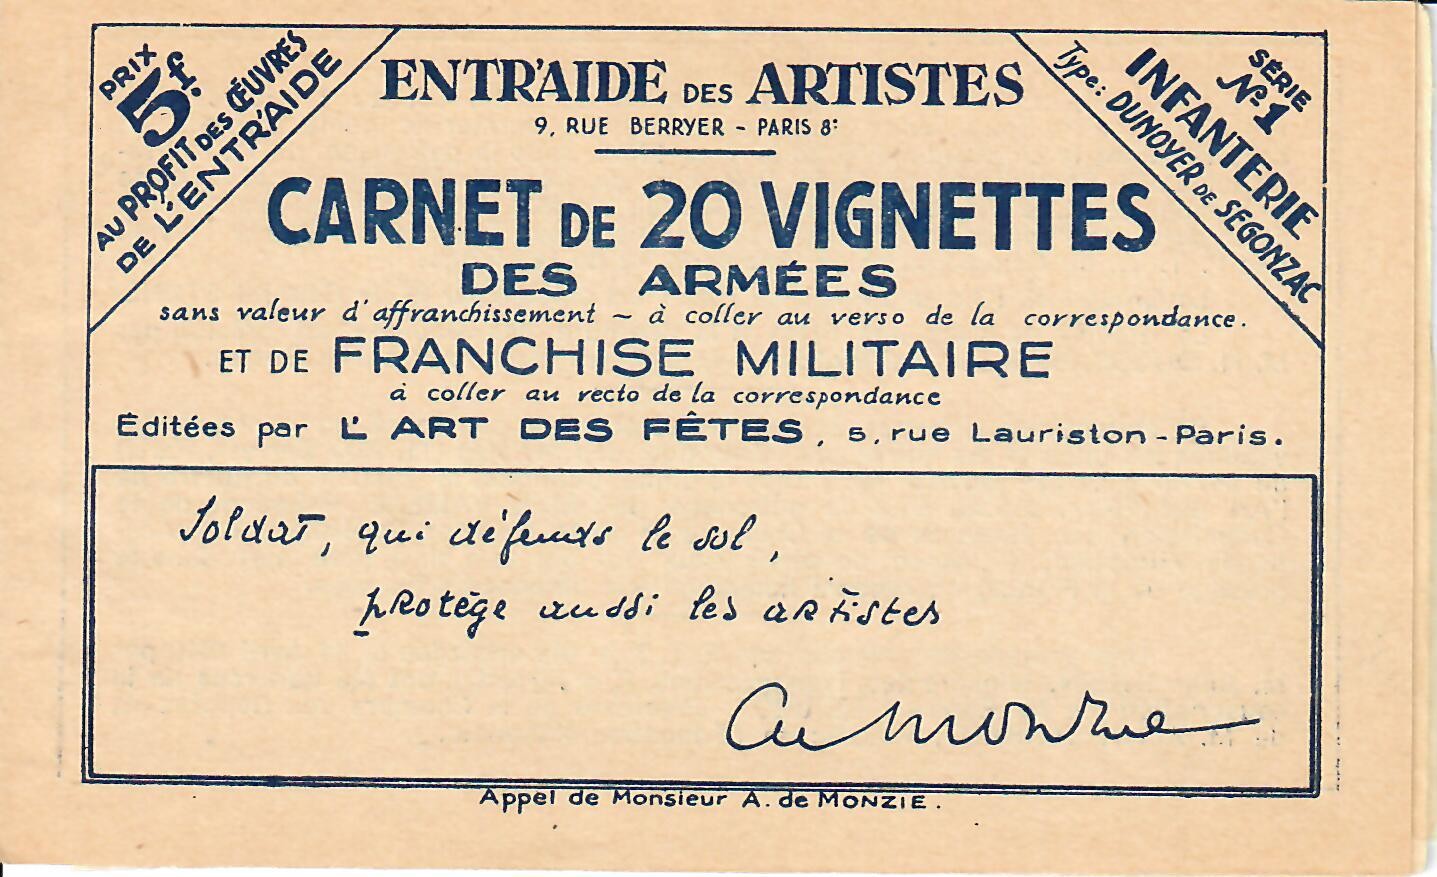 PRIX
5f.
AU PROFIT DES ŒUVRES
DE L'ENTR'AIDE
SÉRIE
Nº 1
INFANTERIE
Type: DUNOYER DE SEGONZAC
ENTR'AIDE DES ARTISTES
9, RUE BERRYER - PARIS 8e
CARNET DE 20 VIGNETTES
DES ARMÉES
sans valeur d'affranchissement ~ à coller au verso de la correspondance.
ET DE FRANCHISE MILITAIRE
à coller au recto de la correspondance
Éditées par L'ART DES FÊTES, 5, rue Lauriston - Paris.
Soldat, qui défends le sol,
protège aussi les artistes
A de Monzie
Appel de Monsieur A. de MONZIE.